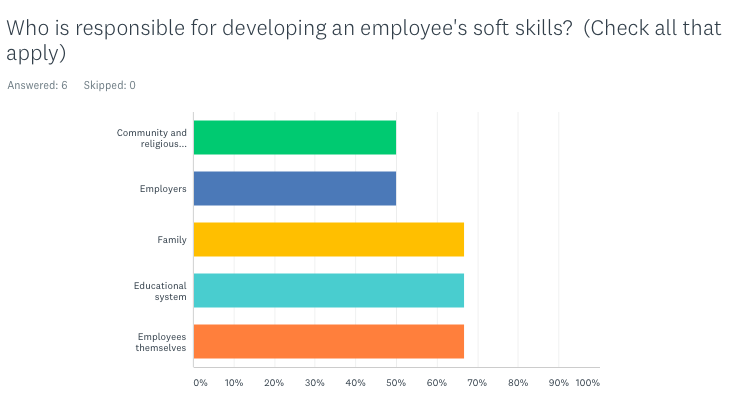 Who is responsible for developing an employee's soft skills?  (Check all that
apply)
Answered: 6    Skipped: 0
Community and
religious...
Employers
Family
Educational
system
Employees
themselves
0% 10% 20% 30% 40% 50% 60% 70% 80% 90% 100%